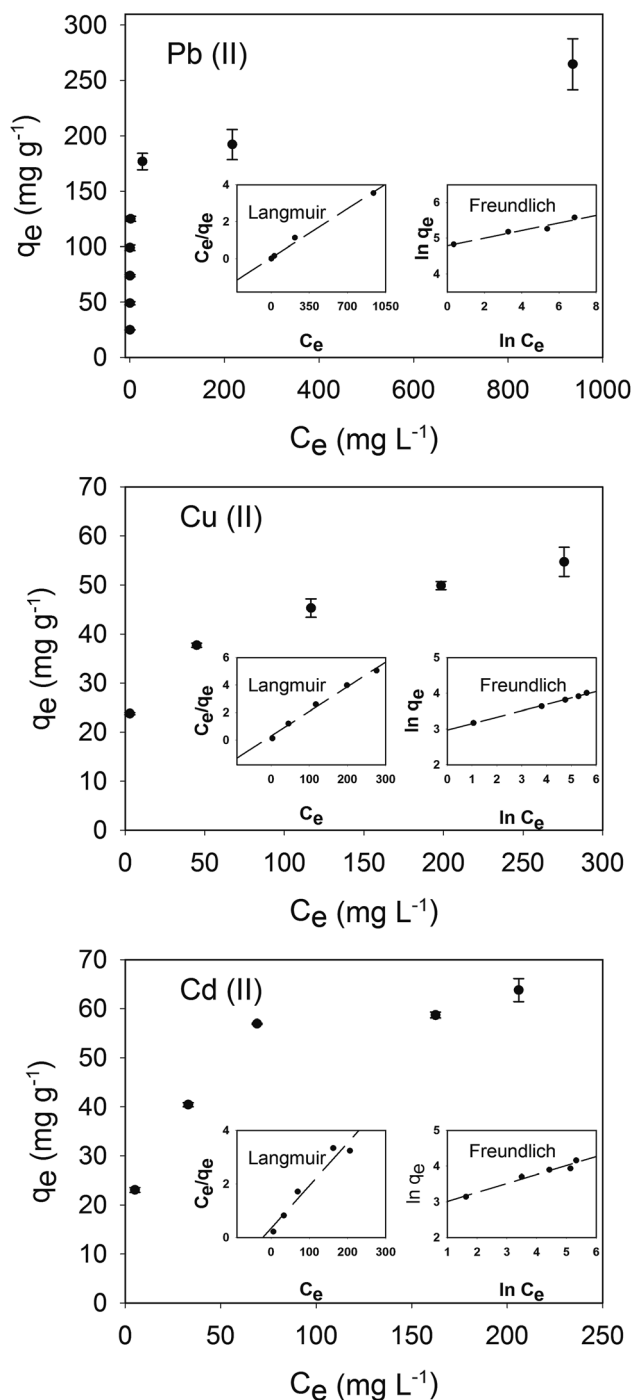 Pb (II)
qe (mg g-1)
300
250
200
150
100
50
0
Langmuir
Ce/qe
4
2
0
0 350 700 1050
Ce
Freundlich
ln qe
6
5
4
0 2 4 6 8
ln Ce
0 200 400 600 800 1000
Ce (mg L-1)
Cu (II)
qe (mg g-1)
70
60
50
40
30
20
10
0
Langmuir
Ce/qe
6
4
2
0
0 100 200 300
Ce
Freundlich
ln qe
5
4
3
2
0 1 2 3 4 5 6
ln Ce
0 50 100 150 200 250 300
Ce (mg L-1)
Cd (II)
qe (mg g-1)
70
60
50
40
30
20
10
0
Langmuir
Ce/qe
4
2
0
0 100 200 300
Ce
Freundlich
ln qe
5
4
3
2
1 2 3 4 5 6
ln Ce
0 50 100 150 200 250
Ce (mg L-1)